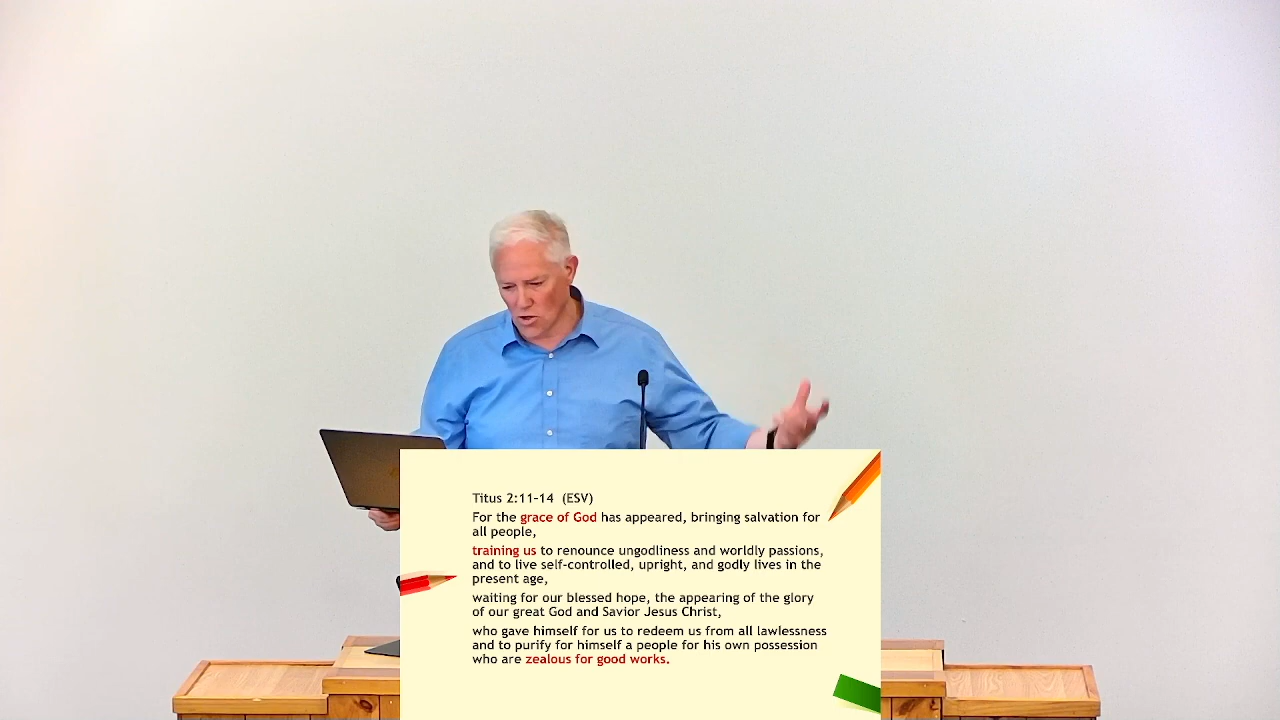 Titus 2:11-14 (ESV)
For the grace of God has appeared, bringing salvation for
all people,
training us to renounce ungodliness and worldly passions,
and to live self-controlled, upright, and godly lives in the
present age,
waiting for our blessed hope, the appearing of the glory
of our great God and Savior Jesus Christ,
who gave himself for us to redeem us from all lawlessness
and to purify for himself a people for his own possession
who are zealous for good works.